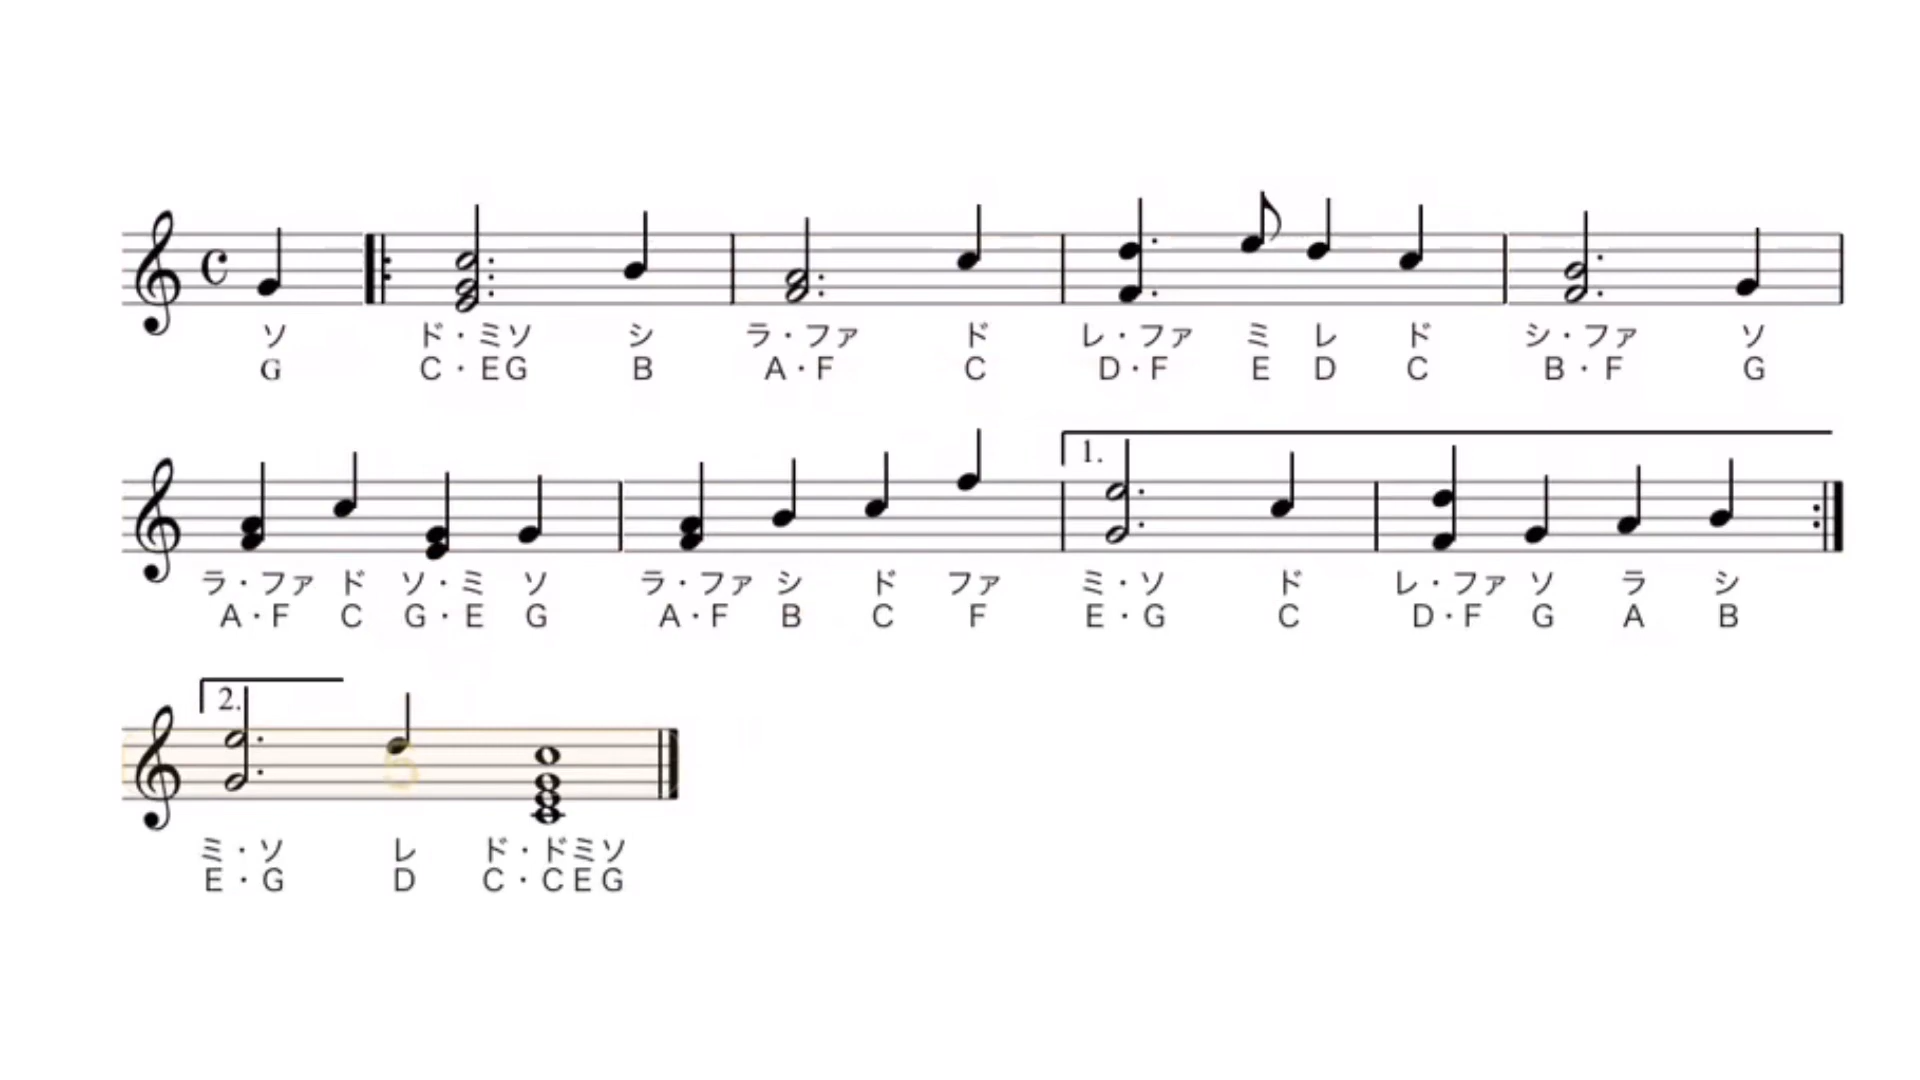 ソ ド・ミソ シ ラ・ファ ド レ・ファ ミ レ ド シ・ファ ソ
G C・EG B A・F C D・F E D C B・F G
1.
ラ・ファ ド ソ・ミ ソ ラ・ファ シ ド ファ ミ・ソ ド レ・ファ ソ ラ シ
A・F C G・E G A・F B C F E・G C D・F G A B
2.
5
ミ・ソ レ ド・ドミソ
E・G D C・CEG